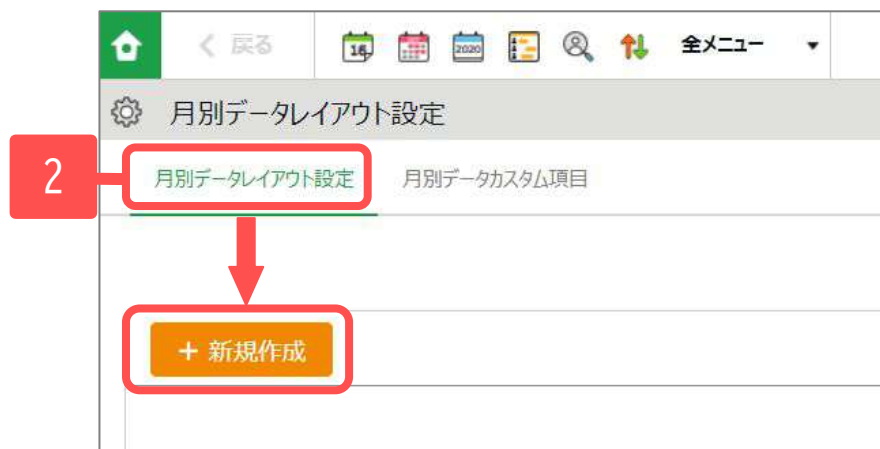 戻る 16 2020 全メニュー
月別データレイアウト設定
2 月別データレイアウト設定 月別データカスタム項目
+ 新規作成